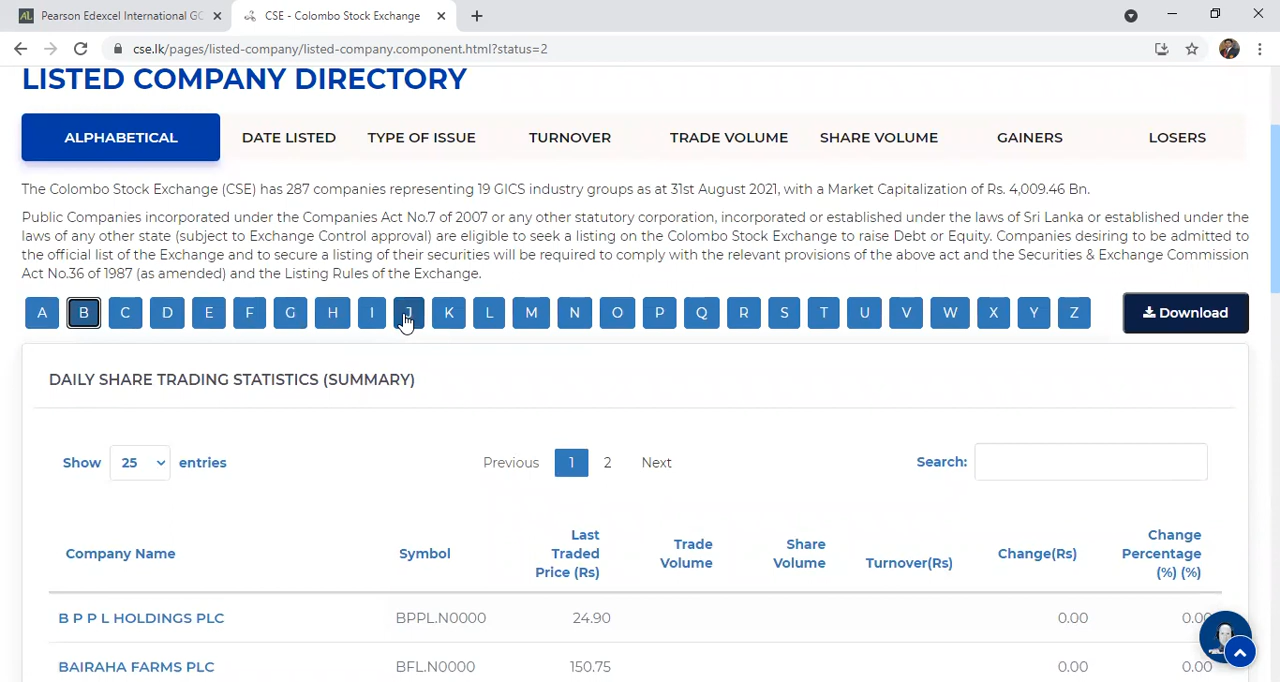 Pearson Edexcel International GC
CSE - Colombo Stock Exchange
cse.lk/pages/listed-company/listed-company.component.html?status=2
LISTED COMPANY DIRECTORY
ALPHABETICAL DATE LISTED TYPE OF ISSUE TURNOVER TRADE VOLUME SHARE VOLUME GAINERS LOSERS
The Colombo Stock Exchange (CSE) has 287 companies representing 19 GICS industry groups as at 31st August 2021, with a Market Capitalization of Rs. 4,009.46 Bn.
Public Companies incorporated under the Companies Act No.7 of 2007 or any other statutory corporation, incorporated or established under the laws of Sri Lanka or established under the
laws of any other state (subject to Exchange Control approval) are eligible to seek a listing on the Colombo Stock Exchange to raise Debt or Equity. Companies desiring to be admitted to
the official list of the Exchange and to secure a listing of their securities will be required to comply with the relevant provisions of the above act and the Securities & Exchange Commission
Act No.36 of 1987 (as amended) and the Listing Rules of the Exchange.
A B C D E F G H I J K L M N O P Q R S T U V W X Y Z Download
DAILY SHARE TRADING STATISTICS (SUMMARY)
Show 25 entries Previous 1 2 Next Search:
Company Name Symbol Last Traded Price (Rs) Trade Volume Share Volume Turnover(Rs) Change(Rs) Change Percentage (%) (%)
B P P L HOLDINGS PLC BPPL.N0000 24.90 0.00 0.00
BAIRAHA FARMS PLC BFL.N0000 150.75 0.00 0.00